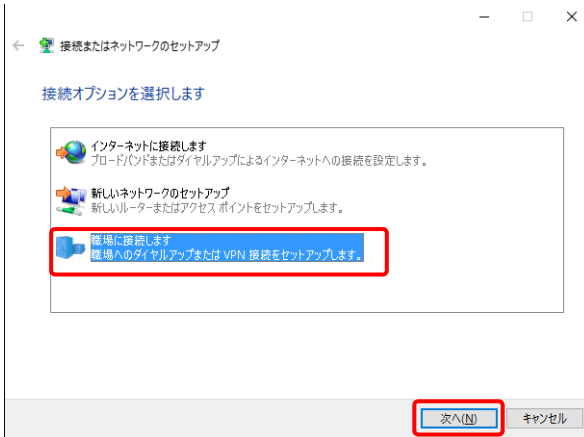 接続またはネットワークのセットアップ
接続オプションを選択します
インターネットに接続します
ブロードバンドまたはダイヤルアップによるインターネットへの接続を設定します。
新しいネットワークのセットアップ
新しいルーターまたはアクセス ポイントをセットアップします。
職場に接続します
職場へのダイヤルアップまたは VPN 接続をセットアップします。
次へ(N) キャンセル